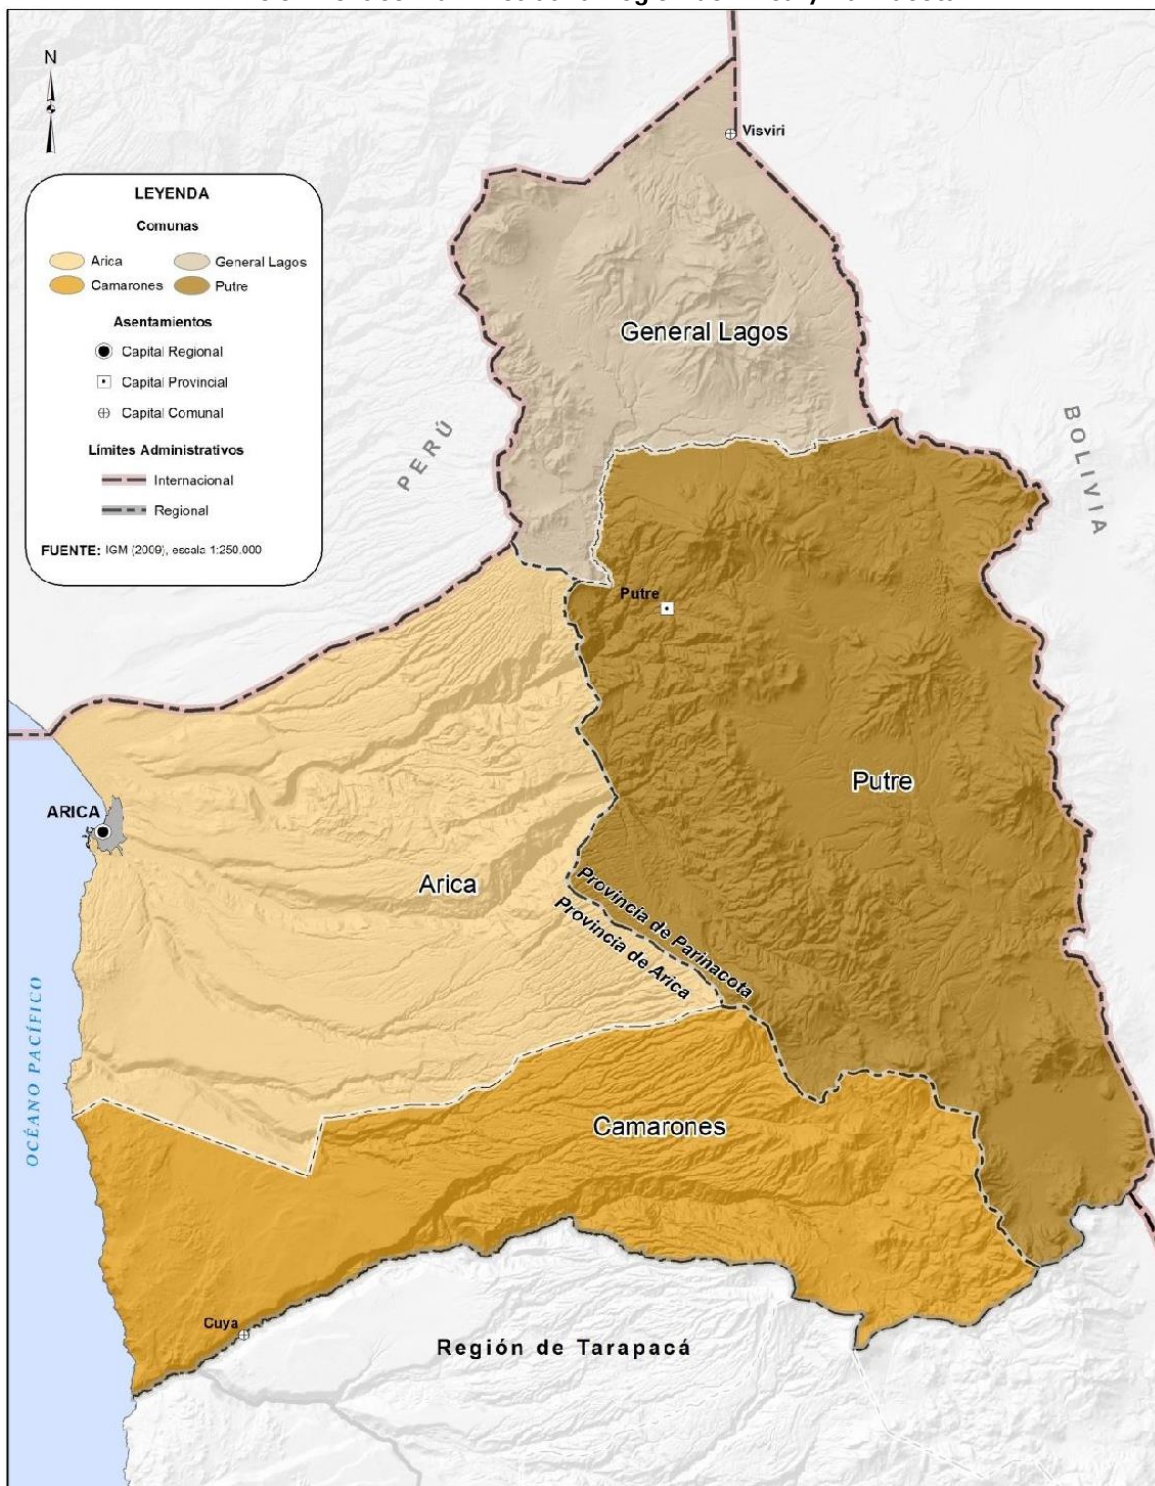 N
Visviri
LEYENDA
Comunas
Arica
General Lagos
Camarones
Putre
Asentamientos
Capital Regional
Capital Provincial
Capital Comunal
Límites Administrativos
Internacional
Regional
FUENTE: IGM (2009), escala 1:250.000
General Lagos
PERÚ
BOLIVIA
Putre
Putre
ARICA
Arica
Provincia de Parinacota
Provincia de Arica
OCÉANO PACÍFICO
Camarones
Cuya
Región de Tarapacá